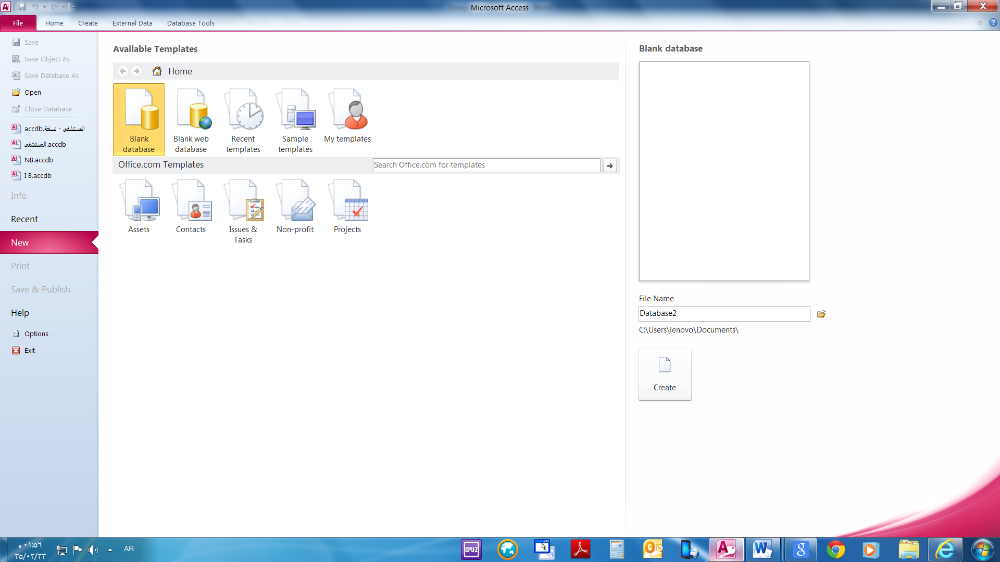 Microsoft Access
File Home Create External Data Database Tools
Save
Save Object As
Save Database As
Open
Close Database
المستشفى - نسخة.accdb
المستشفى.accdb
NB.accdb
I B.accdb
Info
Recent
New
Print
Save & Publish
Help
Options
Exit
Available Templates
Home
Blank database
Blank web database
Recent templates
Sample templates
My templates
Office.com Templates
Search Office.com for templates
Assets
Contacts
Issues & Tasks
Non-profit
Projects
Blank database
File Name
Database2
C:\Users\lenovo\Documents\
Create
٠١:٥٦ م
٣٥/٠٢/٢٣
AR
CPU-Z